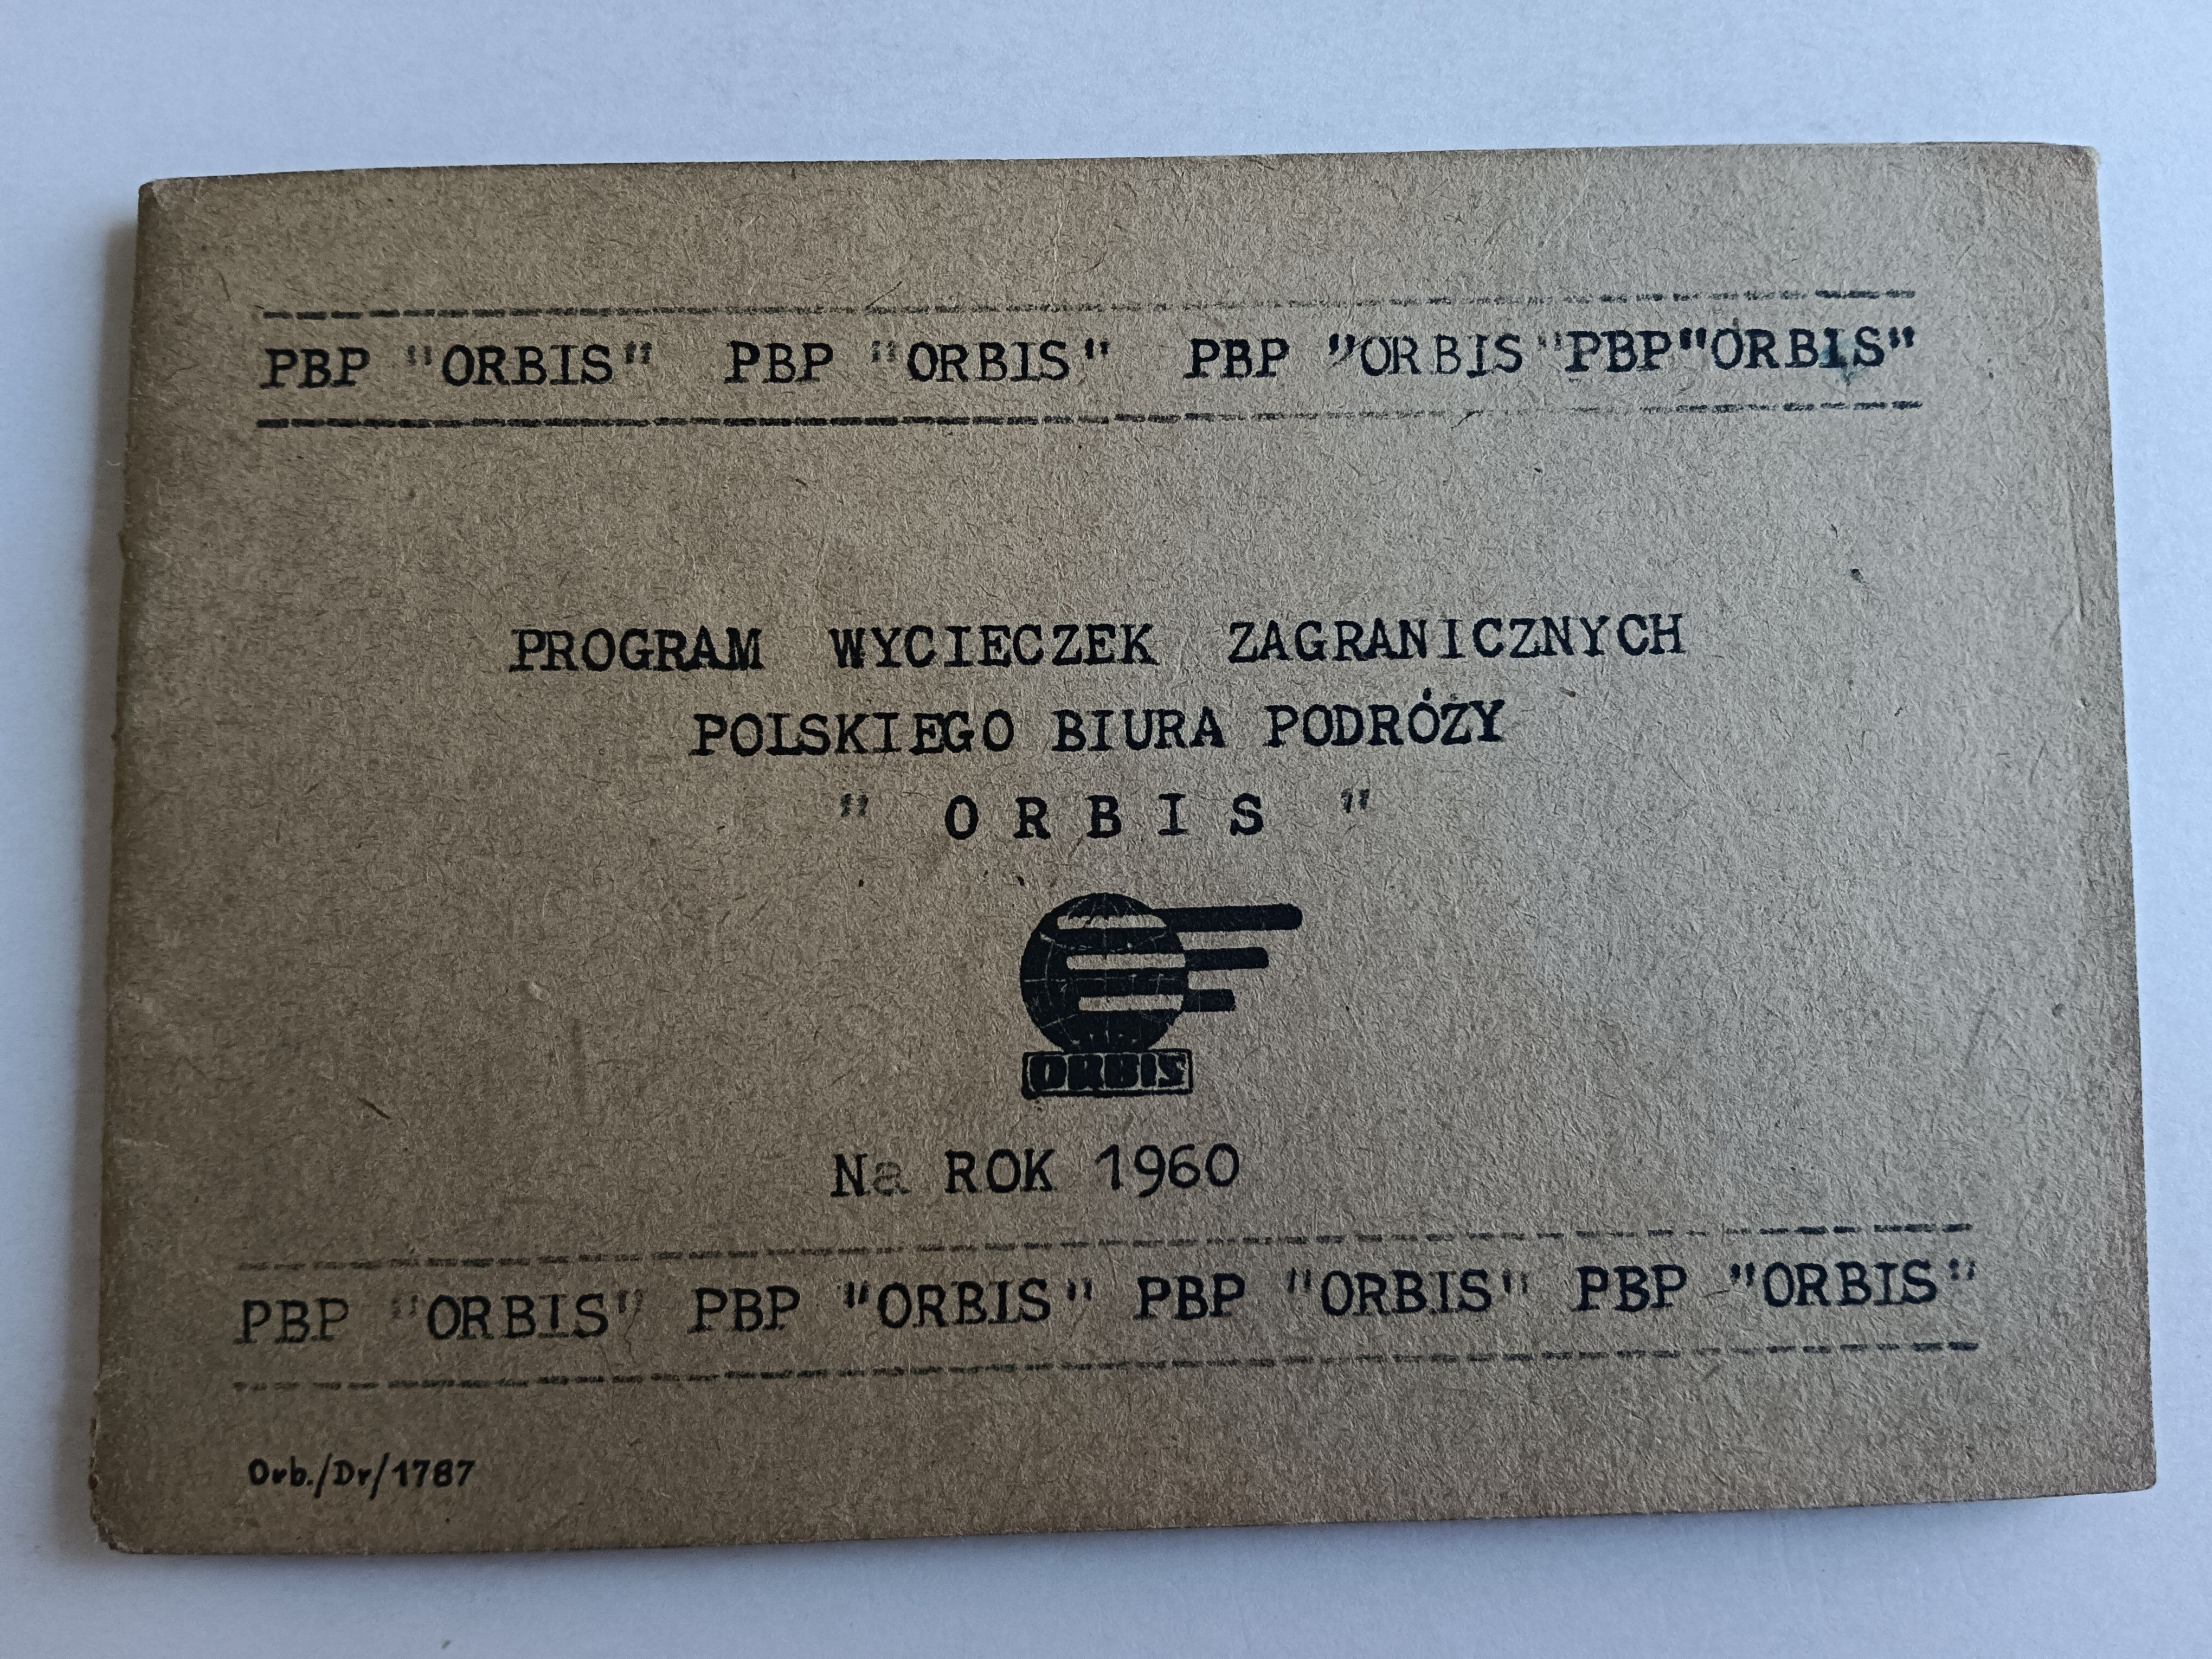 PBP "ORBIS" PBP "ORBIS" PBP "ORBIS" PBP "ORBIS"
PROGRAM WYCIECZEK ZAGRANICZNYCH
POLSKIEGO BIURA PODRÓŻY
" O R B I S "
ORBIS
Na ROK 1960
PBP "ORBIS" PBP "ORBIS" PBP "ORBIS" PBP "ORBIS"
Orb./Dr/1787